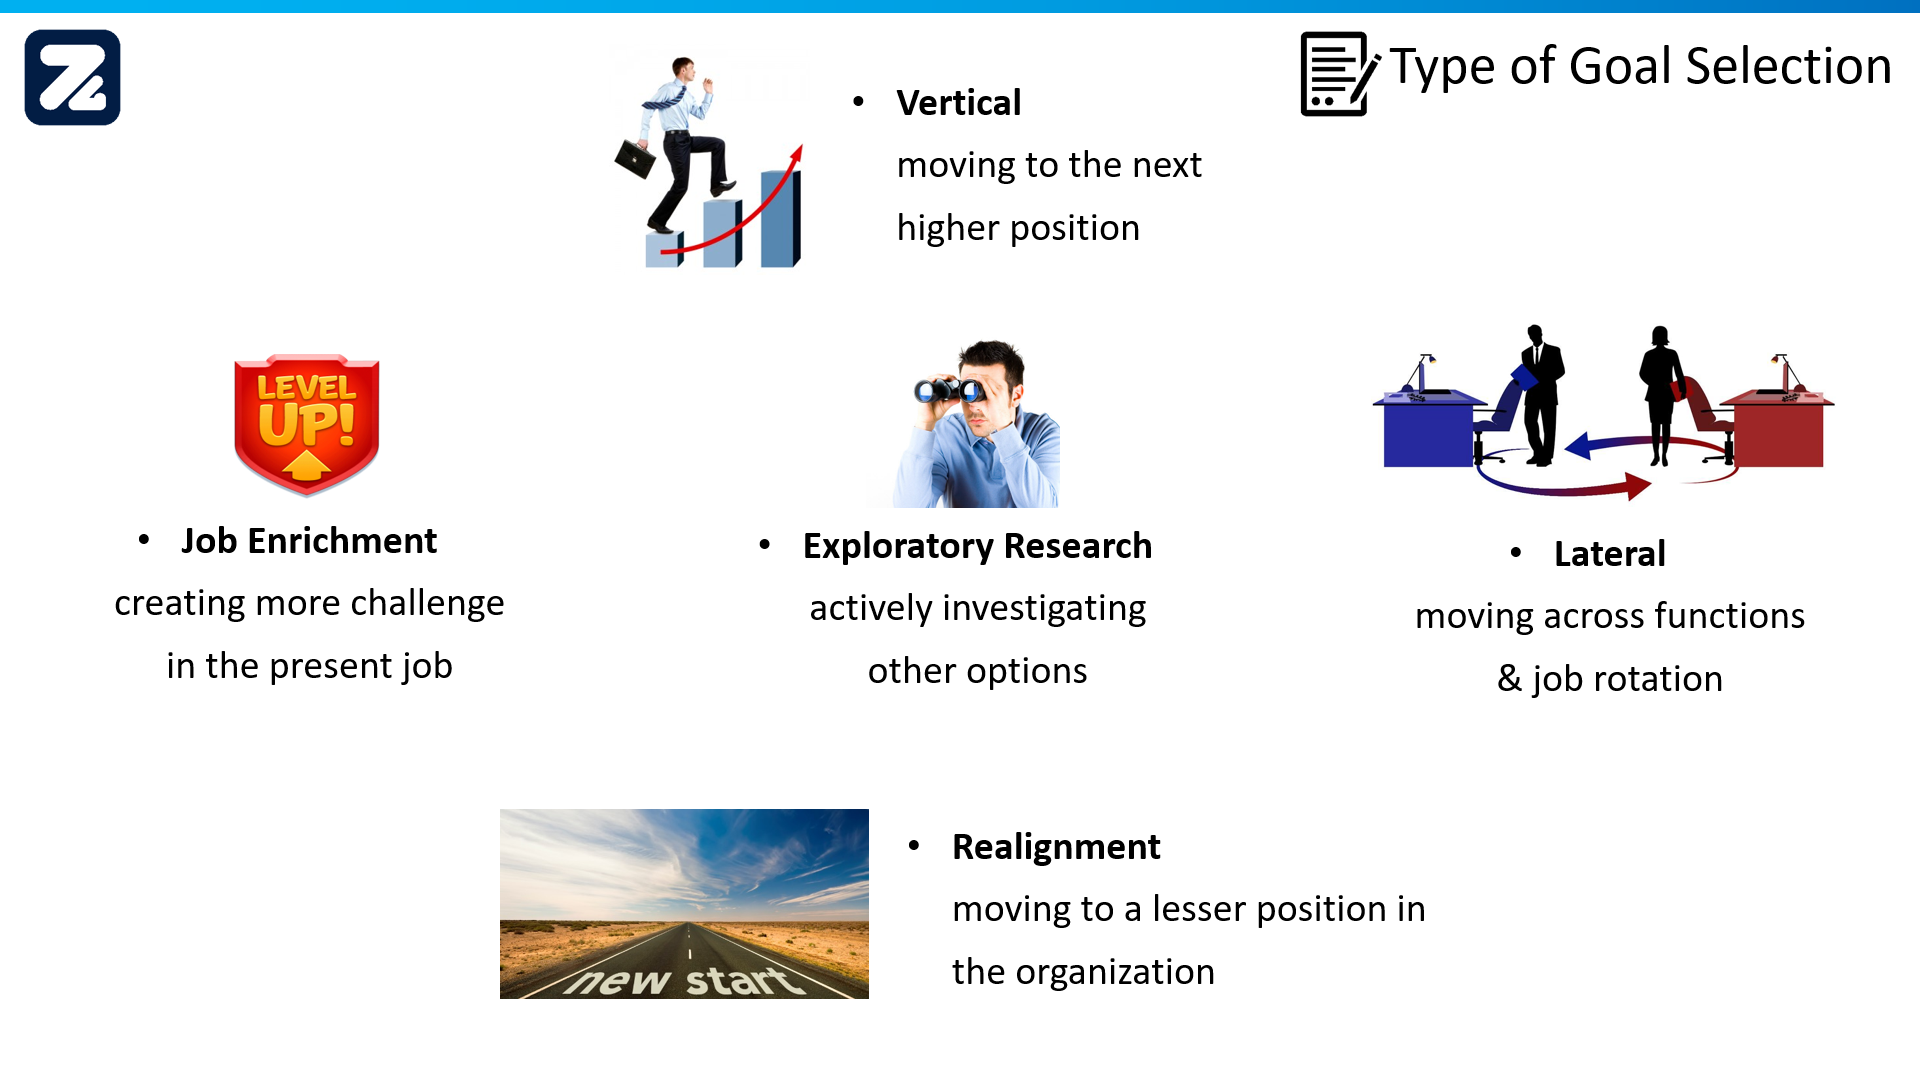 Type of Goal Selection
• Vertical
moving to the next
higher position
LEVEL
UP!
• Job Enrichment
creating more challenge
in the present job
• Exploratory Research
actively investigating
other options
• Lateral
moving across functions
& job rotation
new start
• Realignment
moving to a lesser position in
the organization